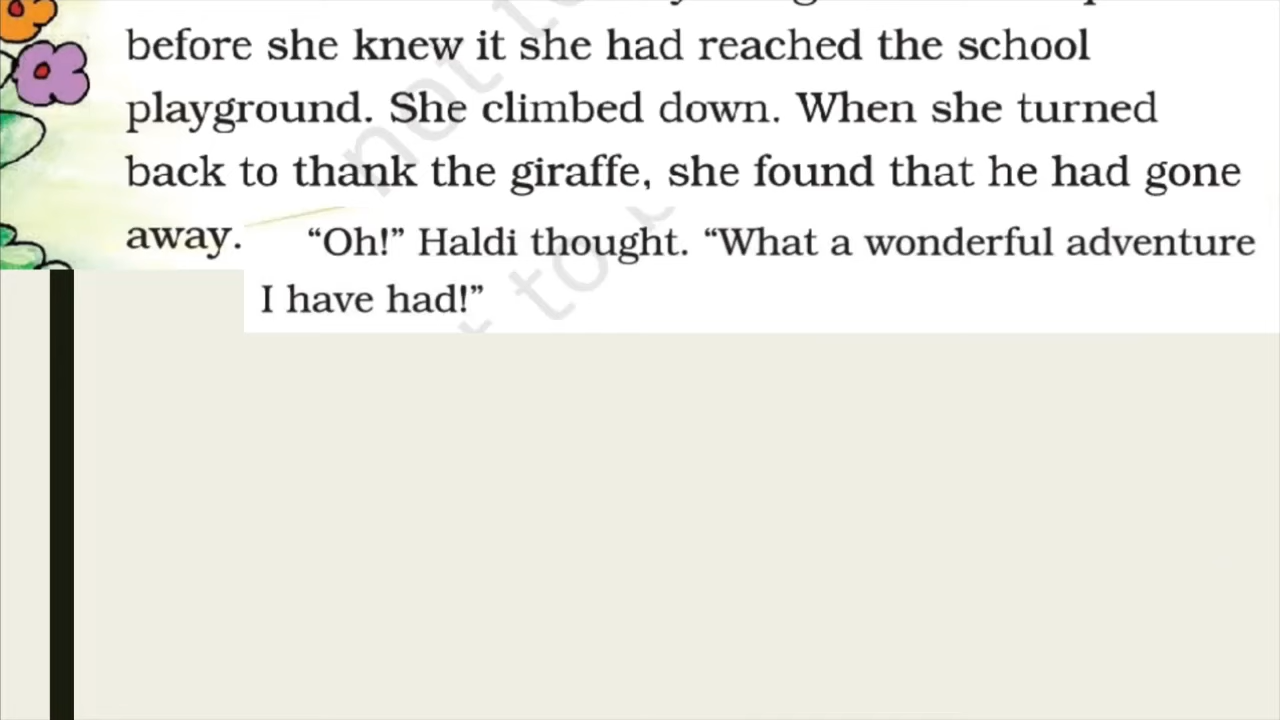 before she knew it she had reached the school
playground. She climbed down. When she turned
back to thank the giraffe, she found that he had gone
away. “Oh!” Haldi thought. “What a wonderful adventure
I have had!”